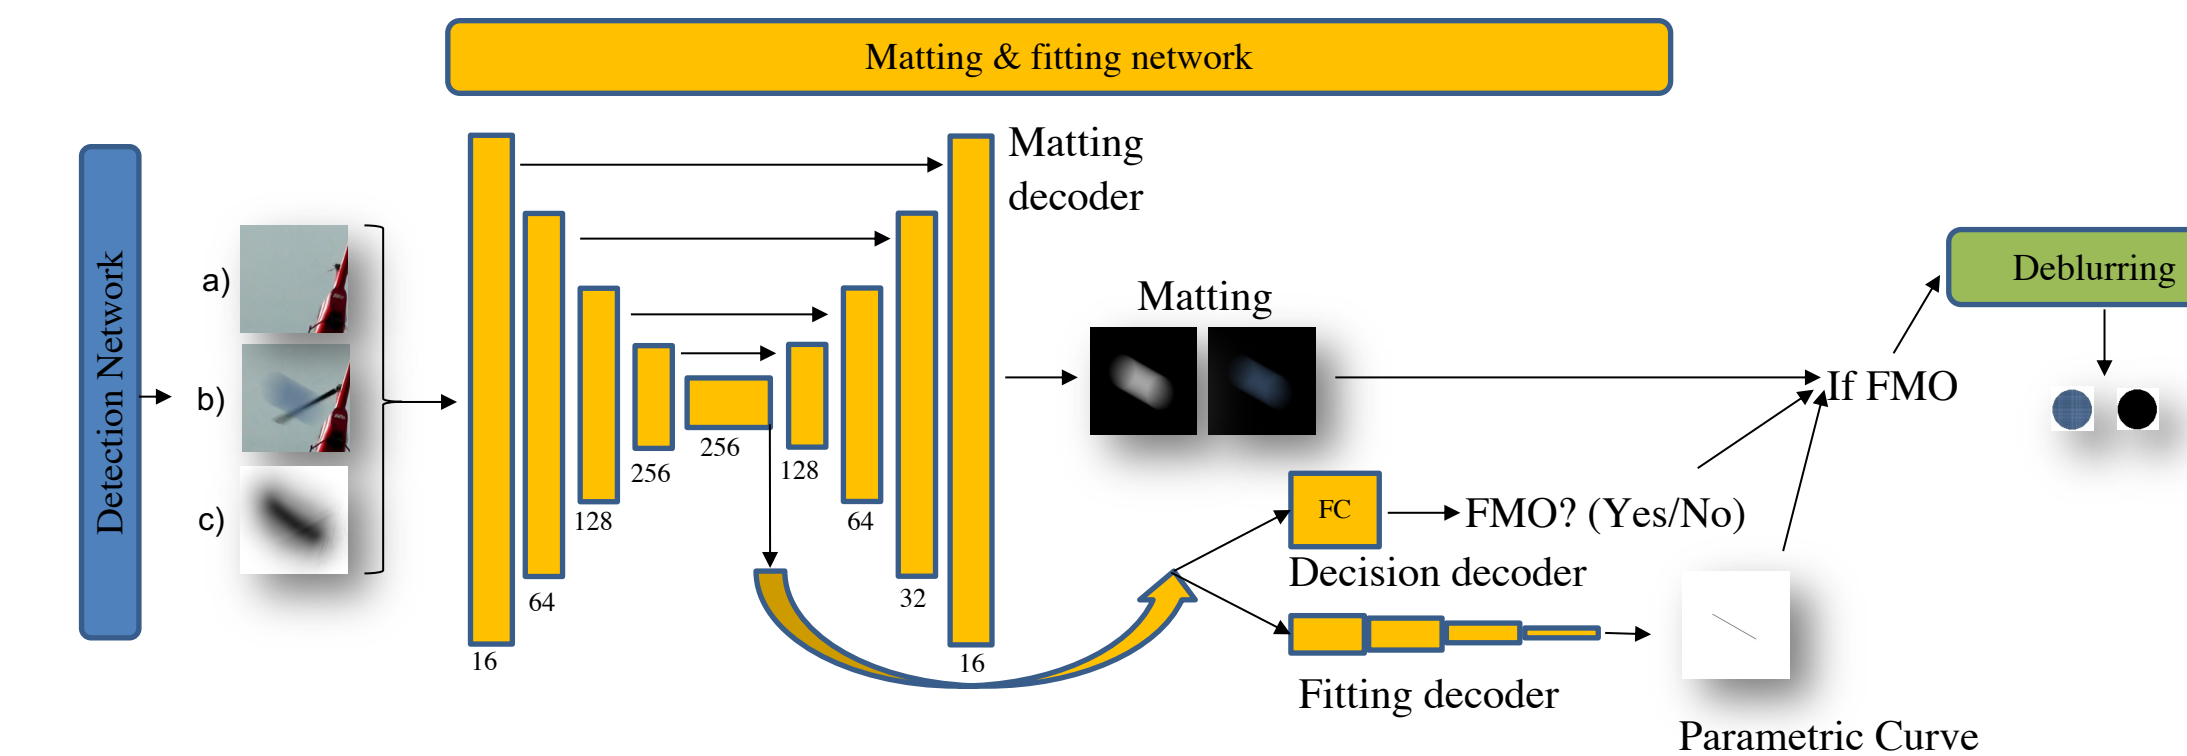 Matting & fitting network
Detection Network
a)
b)
c)
16
64
128
256
256
128
64
32
16
Matting
decoder
Matting
FC
FMO? (Yes/No)
Decision decoder
Fitting decoder
Parametric Curve
If FMO
Deblurring